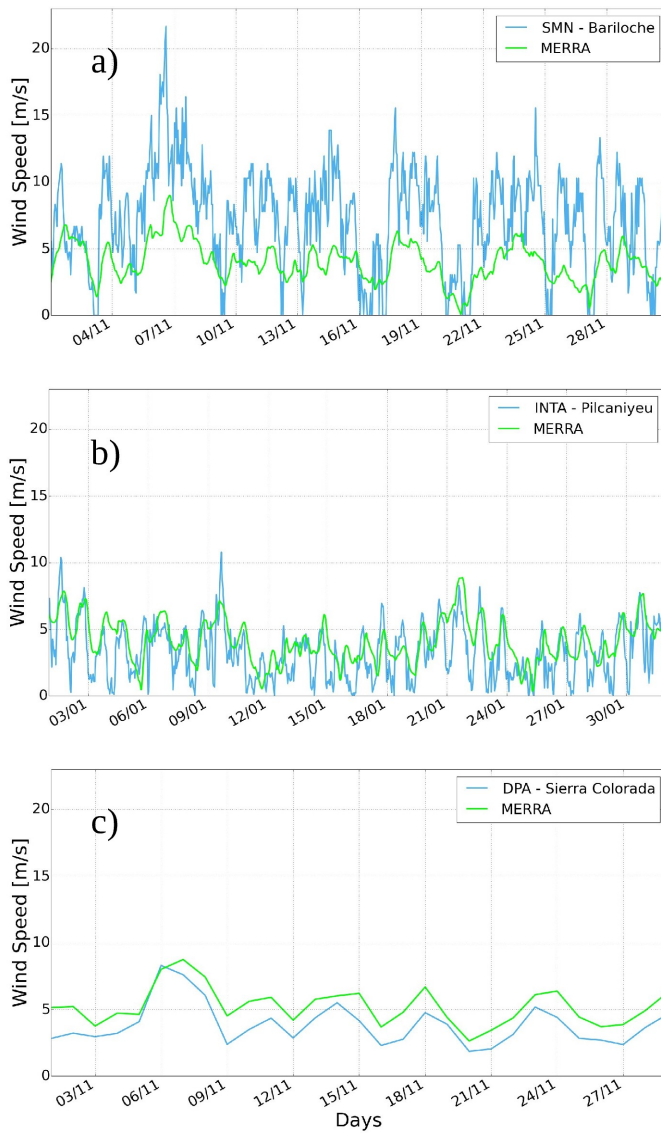 SMN - Bariloche
MERRA
a)
Wind Speed [m/s]
20
15
10
5
0
04/11 07/11 10/11 13/11 16/11 19/11 22/11 25/11 28/11
INTA - Pilcaniyeu
MERRA
b)
Wind Speed [m/s]
20
15
10
5
0
03/01 06/01 09/01 12/01 15/01 18/01 21/01 24/01 27/01 30/01
DPA - Sierra Colorada
MERRA
c)
Wind Speed [m/s]
20
15
10
5
0
03/11 06/11 09/11 12/11 15/11 18/11 21/11 24/11 27/11
Days